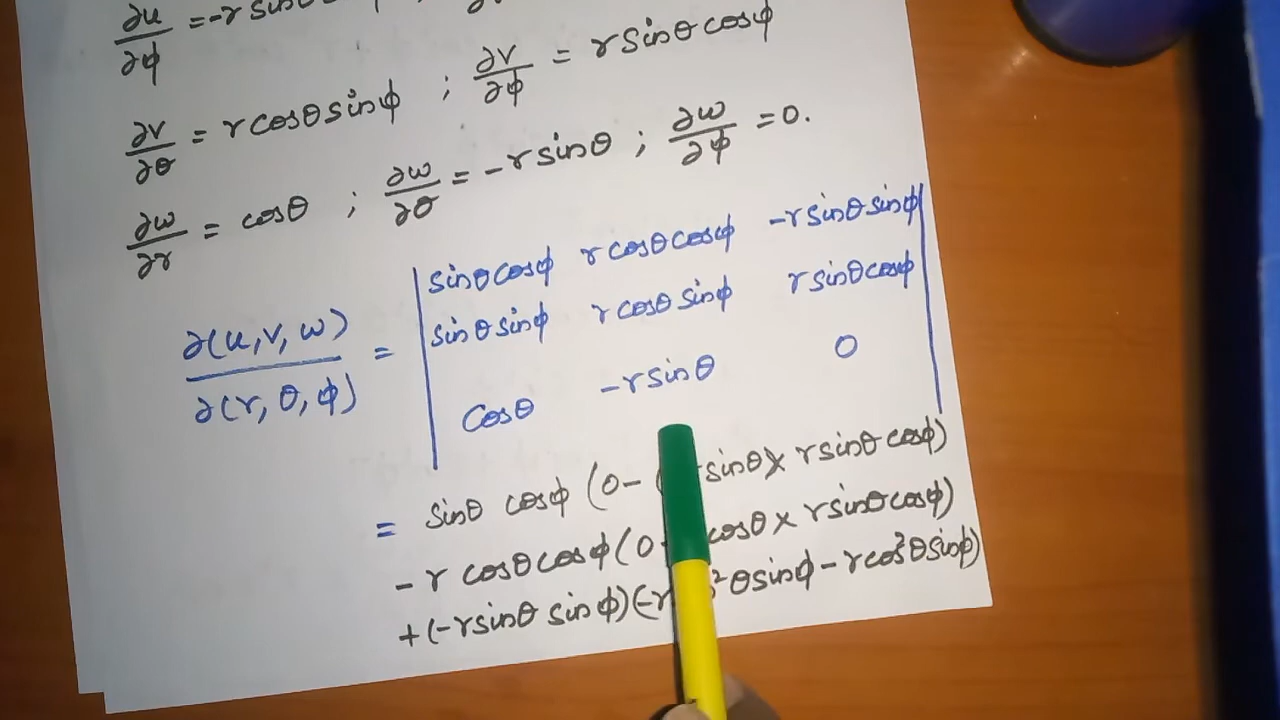 ∂u/∂φ = -r sinθ
∂v/∂θ = r cosθ sinφ ; ∂v/∂φ = r sinθ cosφ
∂w/∂r = cosθ ; ∂w/∂θ = -r sinθ ; ∂w/∂φ = 0.
∂(u,v,w)/∂(r,θ,φ) = | sinθ cosφ r cosθ cosφ -r sinθ sinφ |
| sinθ sinφ r cosθ sinφ r sinθ cosφ |
| cosθ -r sinθ 0 |
= sinθ cosφ (0 - ( sinθ × r sinθ cosφ)
- r cosθ cosφ (0 cosθ × r sinθ cosφ)
+ (-r sinθ sinφ) (-r ²θ sinφ - r cos²θ sinφ)